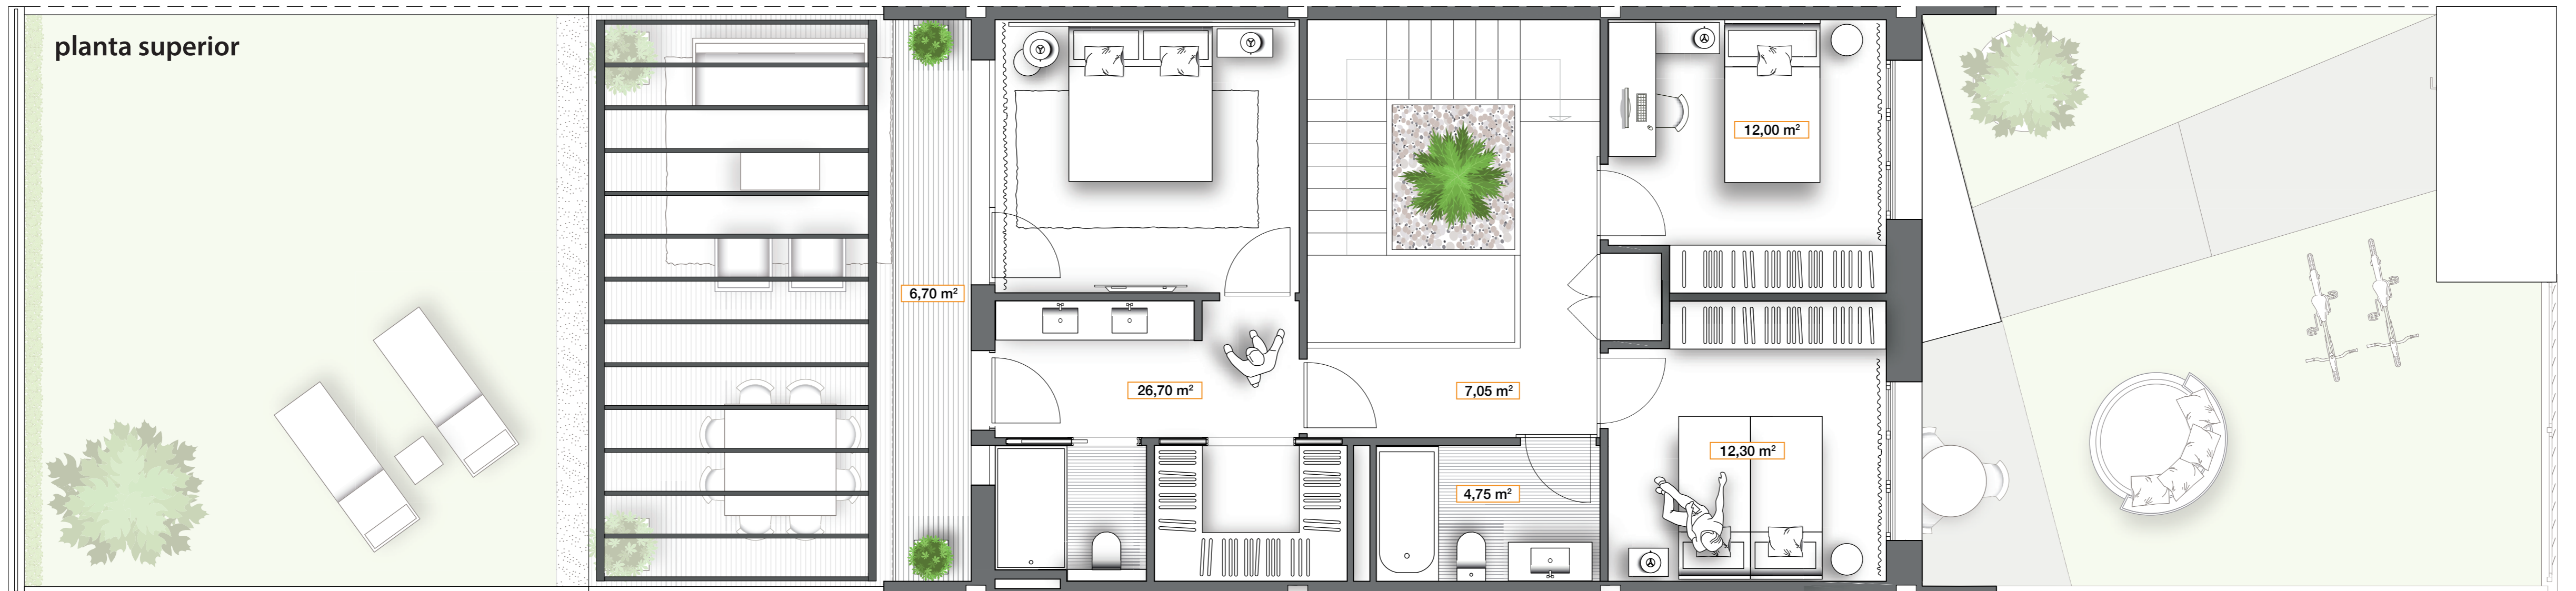 planta superior
12,00 m²
6,70 m²
26,70 m²
7,05 m²
12,30 m²
4,75 m²